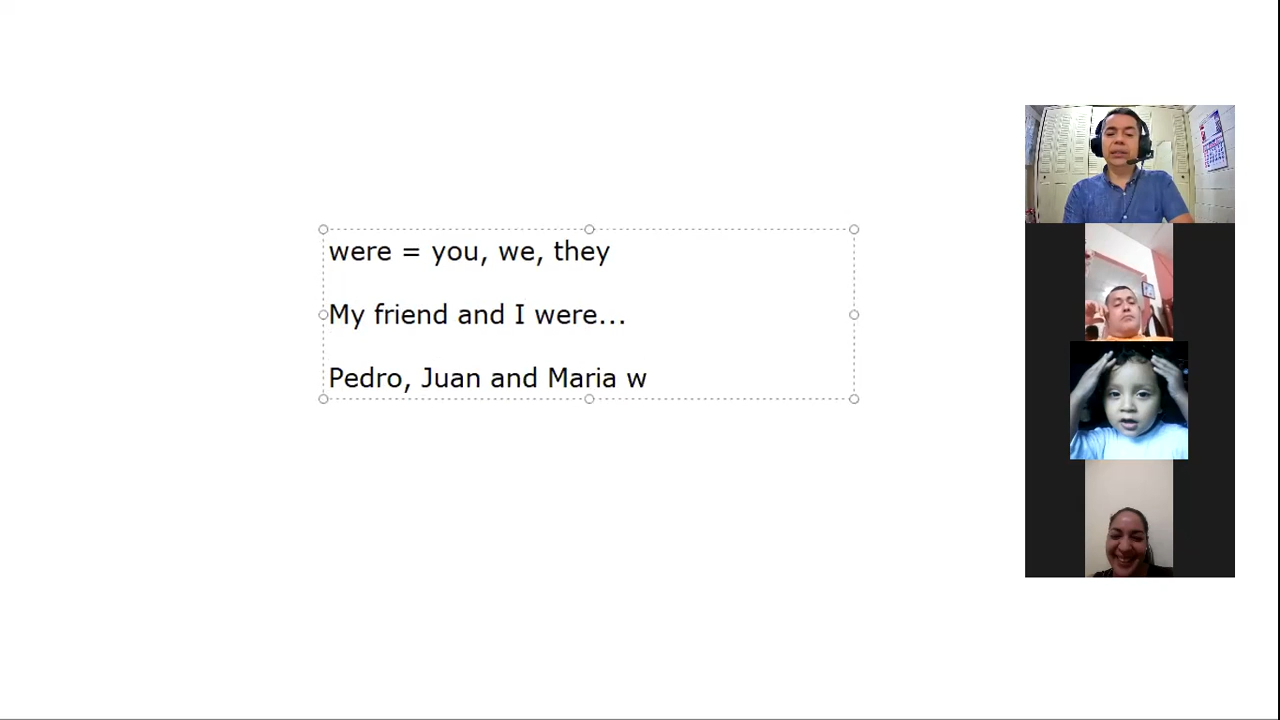 were = you, we, they
My friend and I were...
Pedro, Juan and Maria w